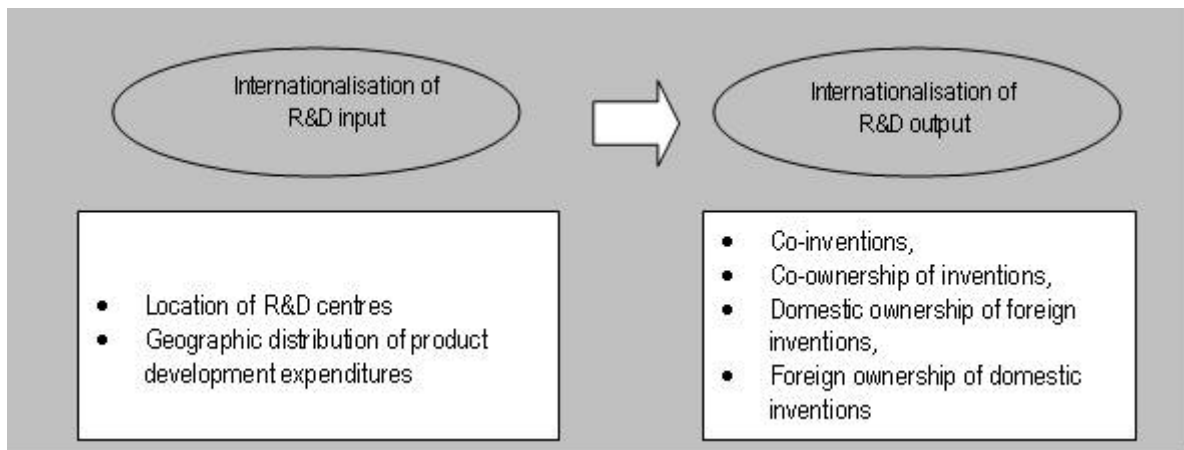 Internationalisation of
R&D input
Internationalisation of
R&D output
• Location of R&D centres
• Geographic distribution of product
development expenditures
• Co-inventions,
• Co-ownership of inventions,
• Domestic ownership of foreign
inventions,
• Foreign ownership of domestic
inventions